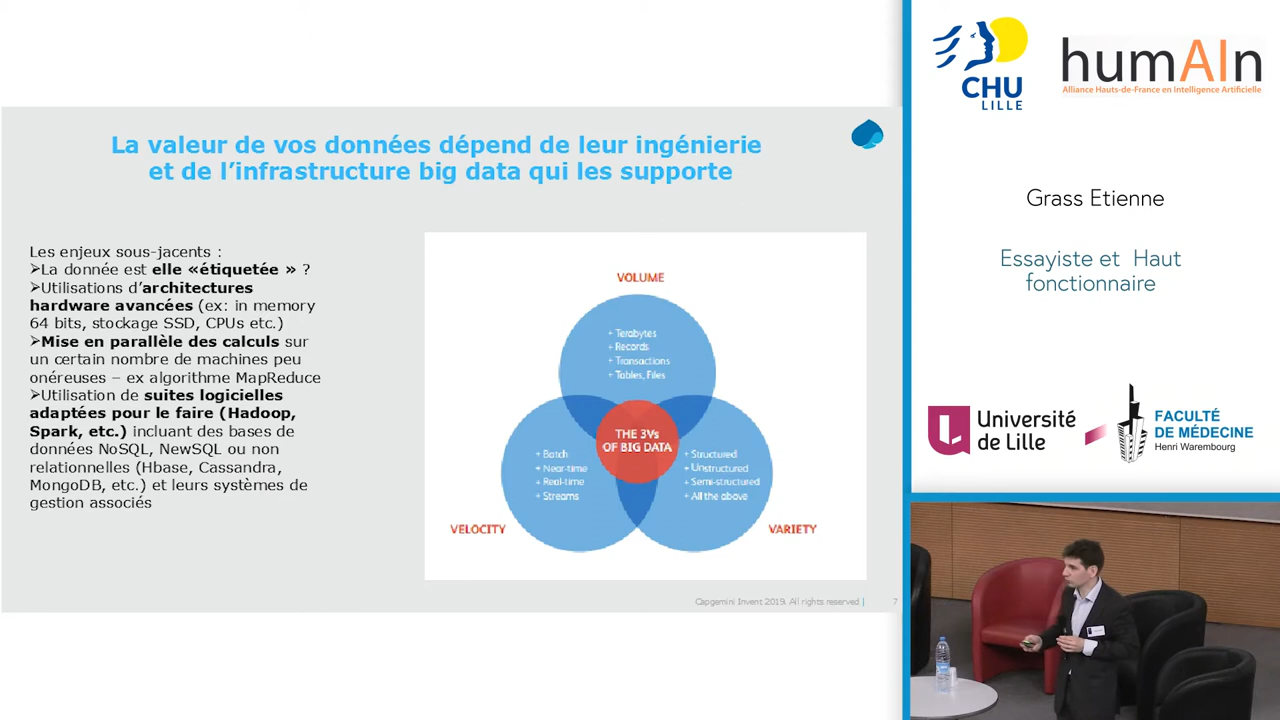 La valeur de vos données dépend de leur ingénierie
et de l’infrastructure big data qui les supporte
Les enjeux sous-jacents :
➢La donnée est elle «étiquetée » ?
➢Utilisations d’architectures
hardware avancées (ex: in memory
64 bits, stockage SSD, CPUs etc.)
➢Mise en parallèle des calculs sur
un certain nombre de machines peu
onéreuses – ex algorithme MapReduce
➢Utilisation de suites logicielles
adaptées pour le faire (Hadoop,
Spark, etc.) incluant des bases de
données NoSQL, NewSQL ou non
relationnelles (Hbase, Cassandra,
MongoDB, etc.) et leurs systèmes de
gestion associés
VOLUME
+ Terabytes
+ Records
+ Transactions
+ Tables, Files
THE 3Vs
OF BIG DATA
+ Batch
+ Near-time
+ Real-time
+ Streams
+ Structured
+ Unstructured
+ Semi-structured
+ All the above
VELOCITY
VARIETY
Capgemini Invent 2019. All rights reserved |
7
CHU
LILLE
humAIn
Alliance Hauts-de-France en Intelligence Artificielle
Grass Etienne
Essayiste et Haut
fonctionnaire
Université
de Lille
FACULTÉ
DE MÉDECINE
Henri Warembourg